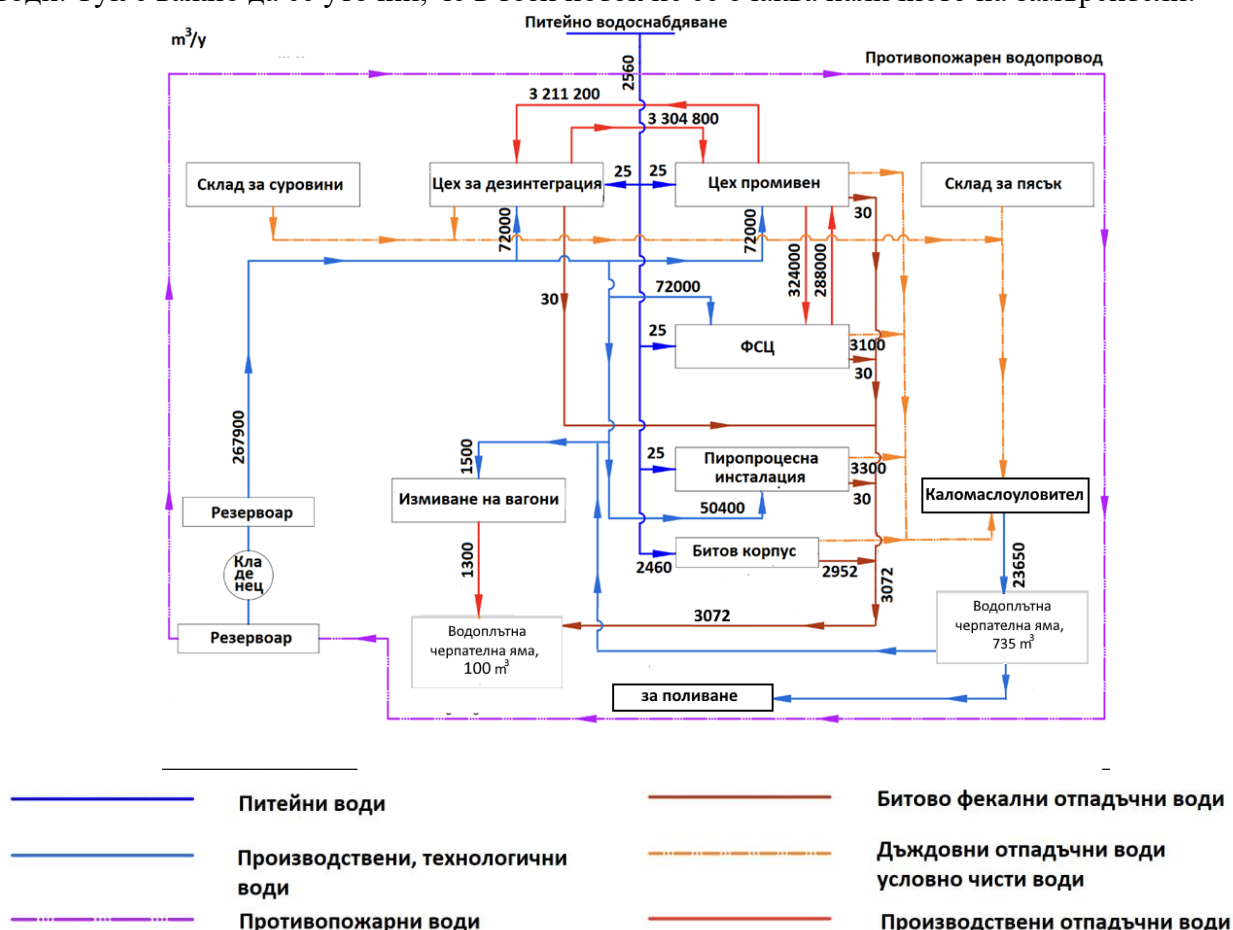 Питейно водоснабдяване
m³/y
Противопожарен водопровод
2560
3 211 200
3 304 800
Склад за суровини
Цех за дезинтеграция
25
25
Цех промивен
Склад за пясък
30
72000
72000
324000
288000
72000
30
25
ФСЦ
3100
30
267900
1500
25
Пиропроцесна
инсталация
3300
30
Измиване на вагони
50400
Каломаслоуловител
Резервоар
Кла
де
нец
1300
2460
Битов корпус
2952
3072
23650
Резервоар
3072
Водоплътна
черпателна яма,
100 m³
Водоплътна
черпателна яма,
735 m³
за поливане
Питейни води
Битово фекални отпадъчни води
Производствени, технологични
води
Дъждовни отпадъчни води
условно чисти води
Противопожарни води
Производствени отпадъчни води